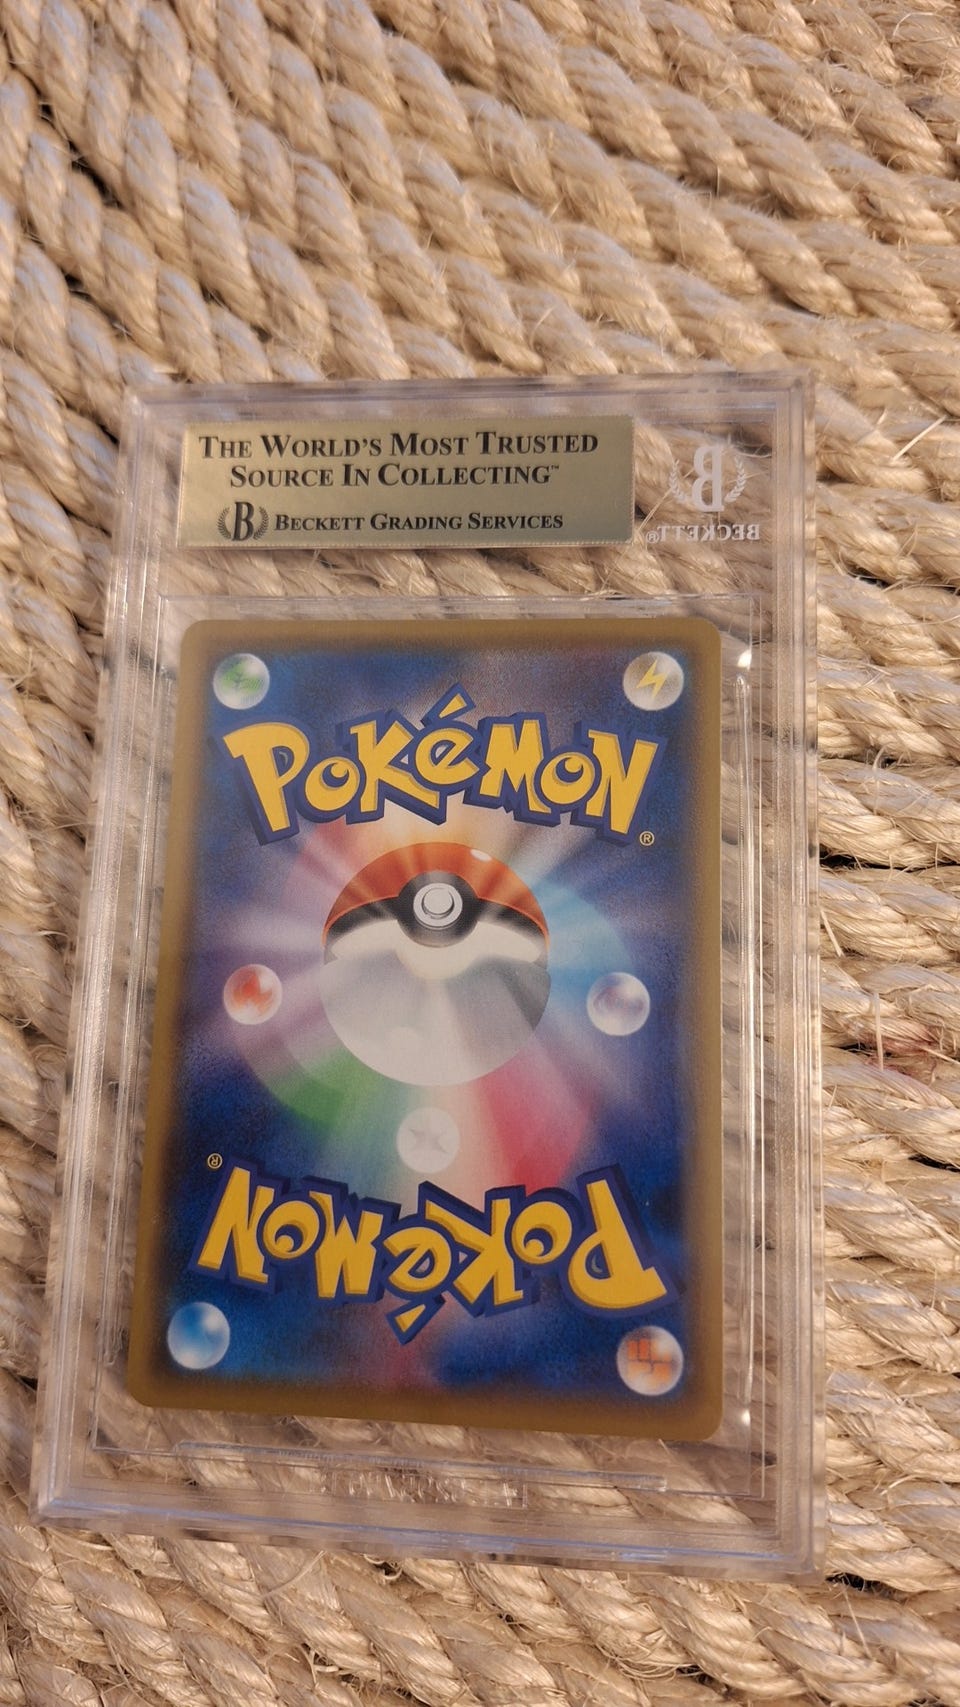 THE WORLD'S MOST TRUSTED
SOURCE IN COLLECTING™
B BECKETT GRADING SERVICES
B
BECKETT®
POKéMON®
POKéMON®